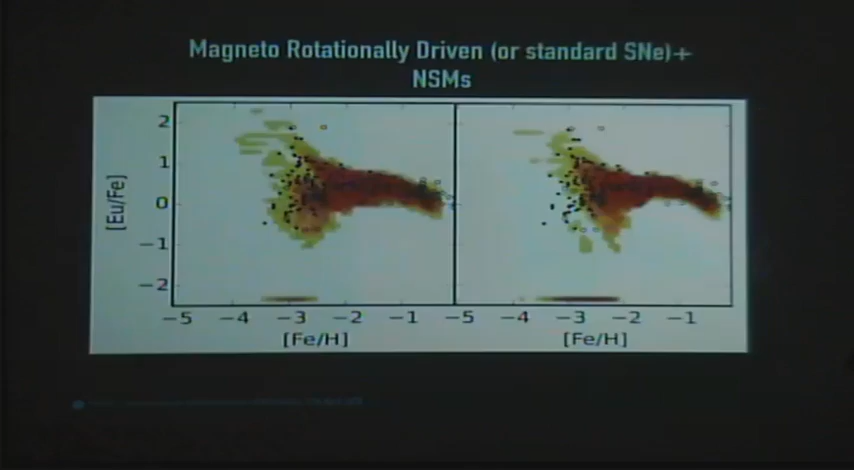 Magneto Rotationally Driven (or standard SNe)+
NSMs
[Eu/Fe]
2
1
0
−1
−2
−5 −4 −3 −2 −1 −5 −4 −3 −2 −1
[Fe/H] [Fe/H]